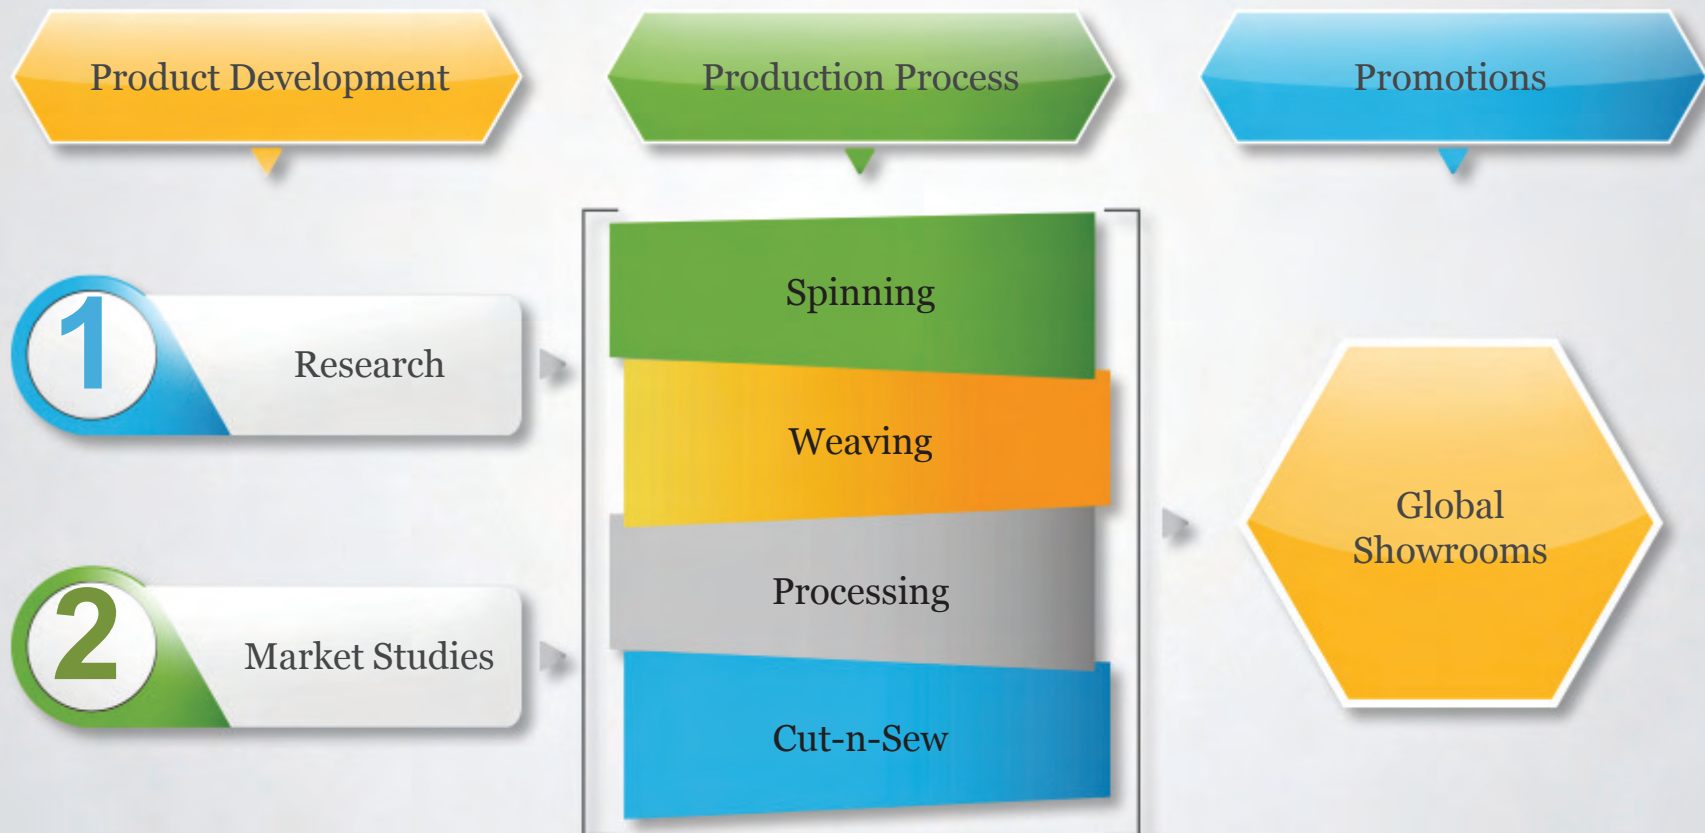 Product Development
Production Process
Promotions
1
Research
2
Market Studies
Spinning
Weaving
Processing
Cut-n-Sew
Global
Showrooms